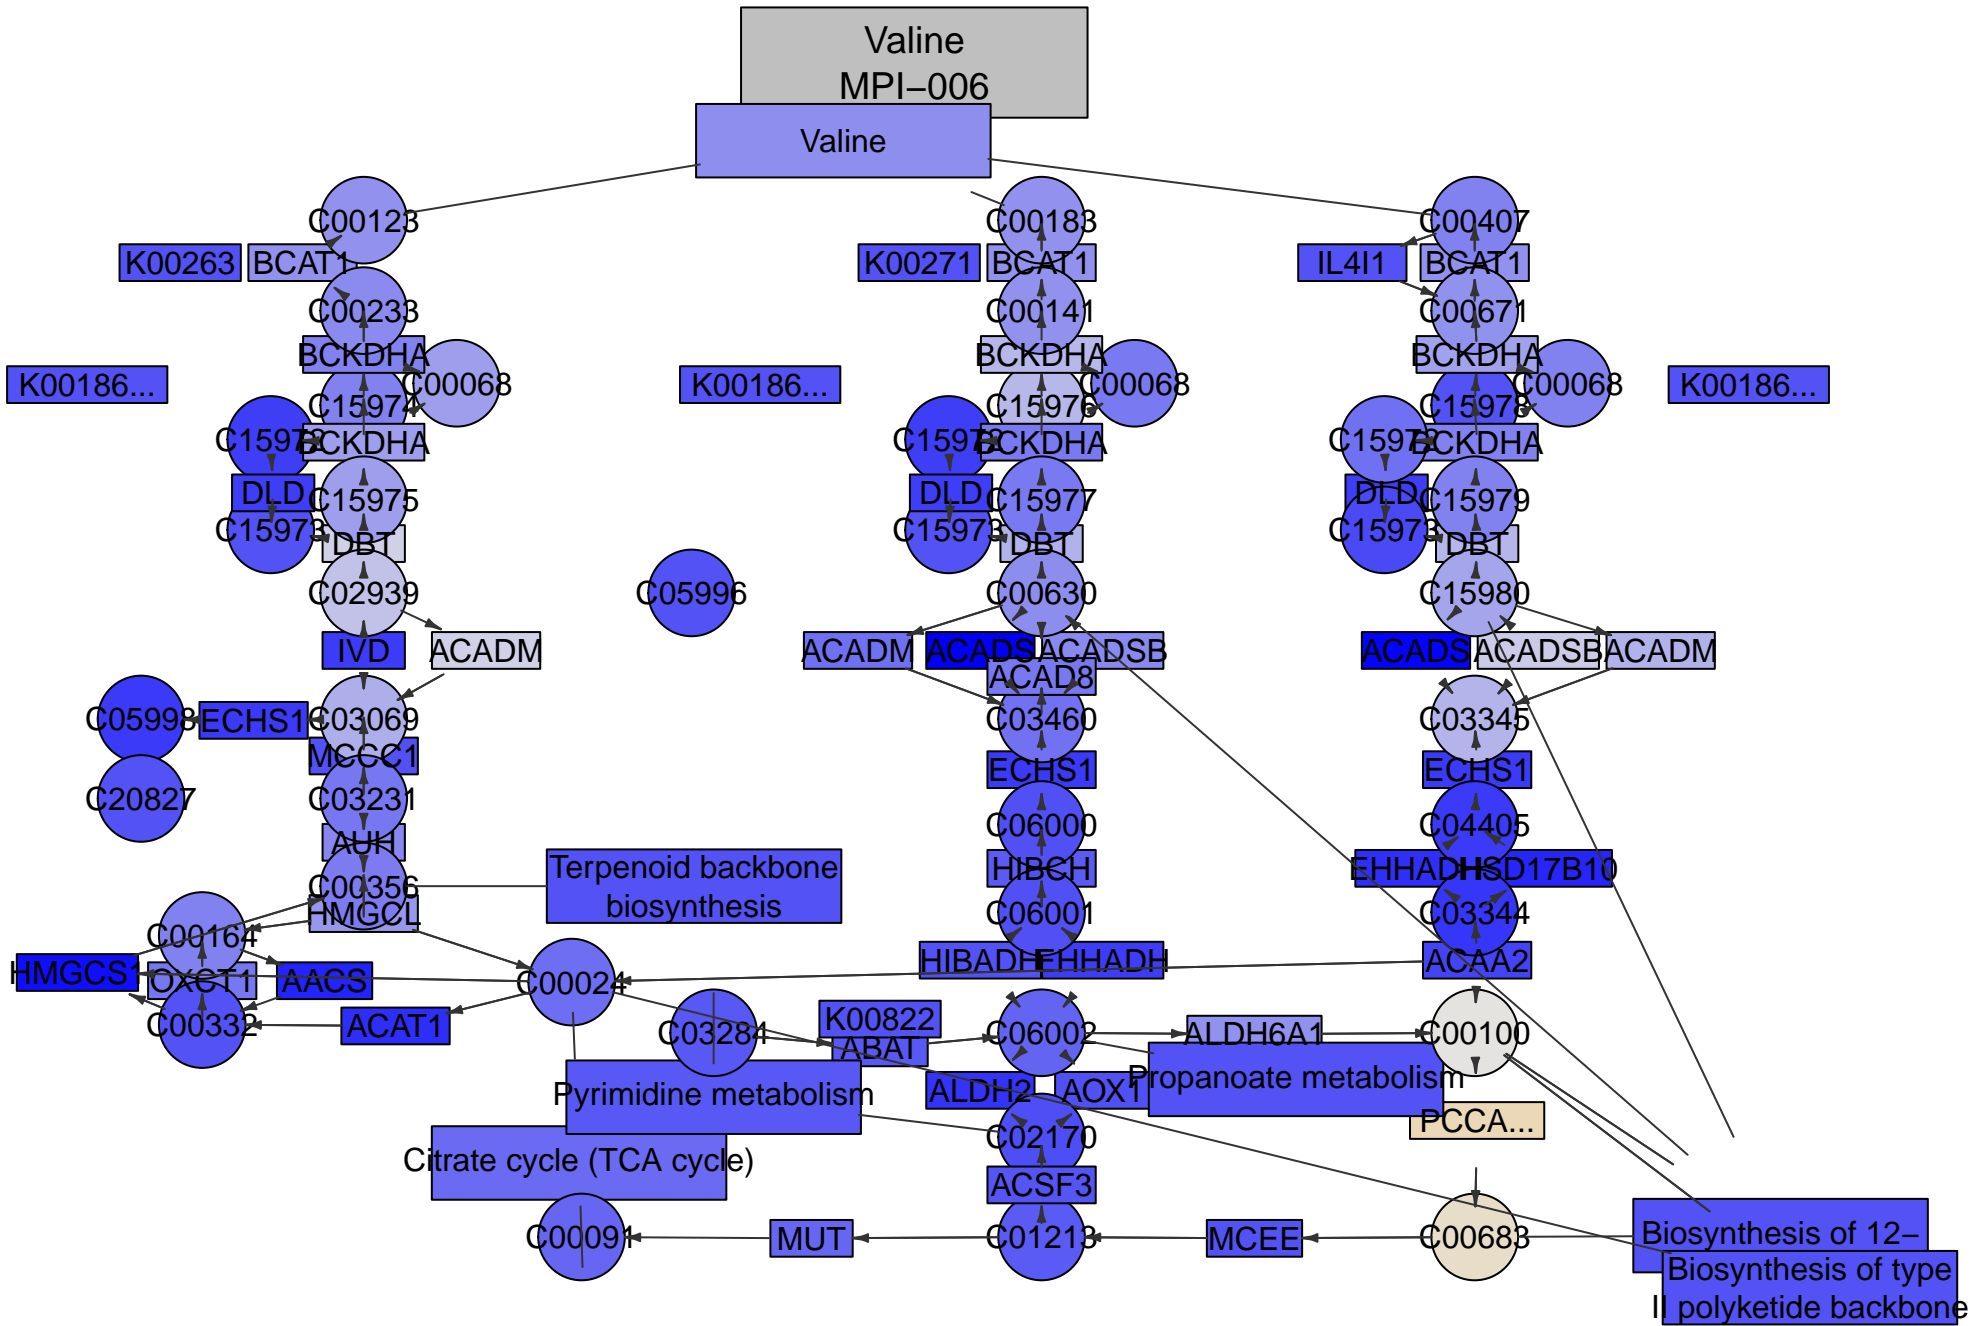 Valine
MPI−006
Valine
C00123
C00183
C00407
K00263
BCAT1
K00271
BCAT1
IL4I1
BCAT1
C00233
C00141
C00671
BCKDHA
BCKDHA
BCKDHA
K00186...
C00068
K00186...
C00068
C00068
K00186...
C15974
C15976
C15978
C15972
BCKDHA
C15972
BCKDHA
C15972
BCKDHA
DLD
C15975
DLD
C15977
DLD
C15979
C15973
DBT
C15973
DBT
C15973
DBT
C02939
C05996
C00630
C15980
IVD
ACADM
ACADM
ACADS
ACADSB
ACADS
ACADSB
ACADM
ACAD8
C05998
ECHS1
C03069
C03460
C03345
MCCC1
ECHS1
ECHS1
C20827
C03231
C06000
C04405
AUH
Terpenoid backbone
biosynthesis
HIBCH
EHHADH
HSD17B10
C00356
HMGCL
C06001
C03344
C00164
HMGCS1
OXCT1
AACS
C00024
HIBADH
EHHADH
ACAA2
C00332
ACAT1
C03284
K00822
ABAT
C06002
ALDH6A1
C00100
Pyrimidine metabolism
ALDH2
AOX1
Propanoate metabolism
PCCA...
C02170
Citrate cycle (TCA cycle)
ACSF3
C00091
MUT
C01213
MCEE
C00683
Biosynthesis of 12−
Biosynthesis of type
II polyketide backbone